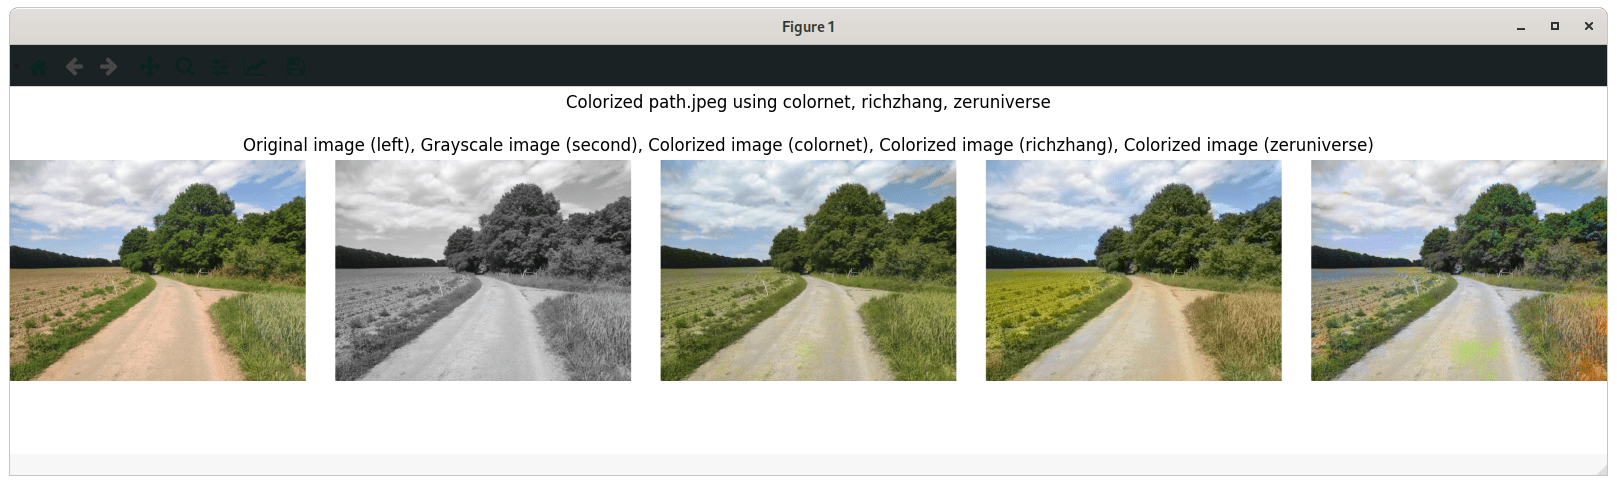 Figure 1
Colorized path.jpeg using colornet, richzhang, zeruniverse
Original image (left), Grayscale image (second), Colorized image (colornet), Colorized image (richzhang), Colorized image (zeruniverse)